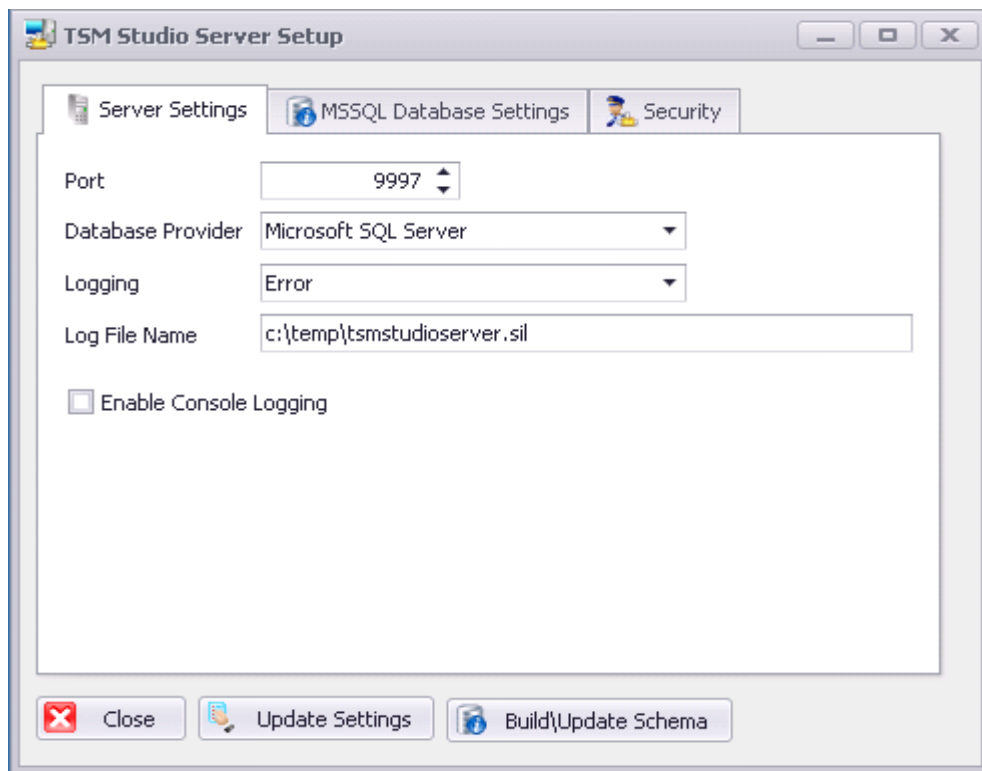 TSM Studio Server Setup
Server Settings MSSQL Database Settings Security
Port 9997
Database Provider Microsoft SQL Server
Logging Error
Log File Name c:\temp\tsmstudioserver.sil
Enable Console Logging
Close Update Settings Build\Update Schema